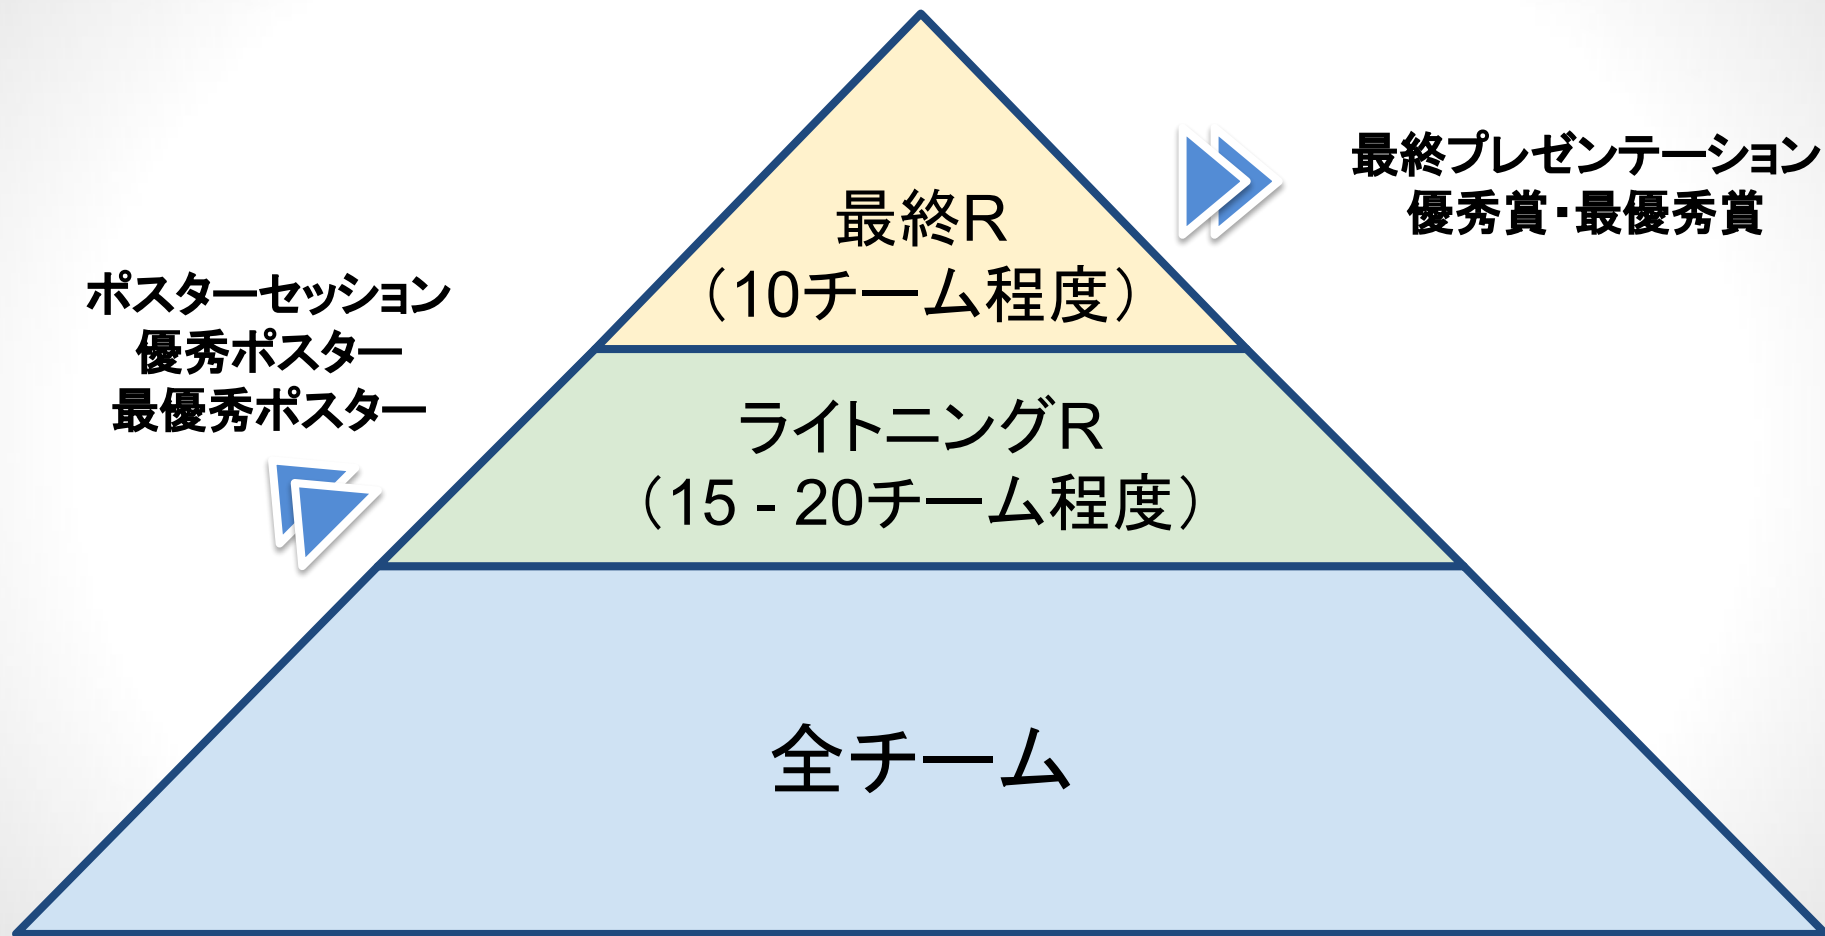 最終プレゼンテーション
優秀賞・最優秀賞
最終R
（10チーム程度）
ポスターセッション
優秀ポスター
最優秀ポスター
ライトニングR
（15 - 20チーム程度）
全チーム